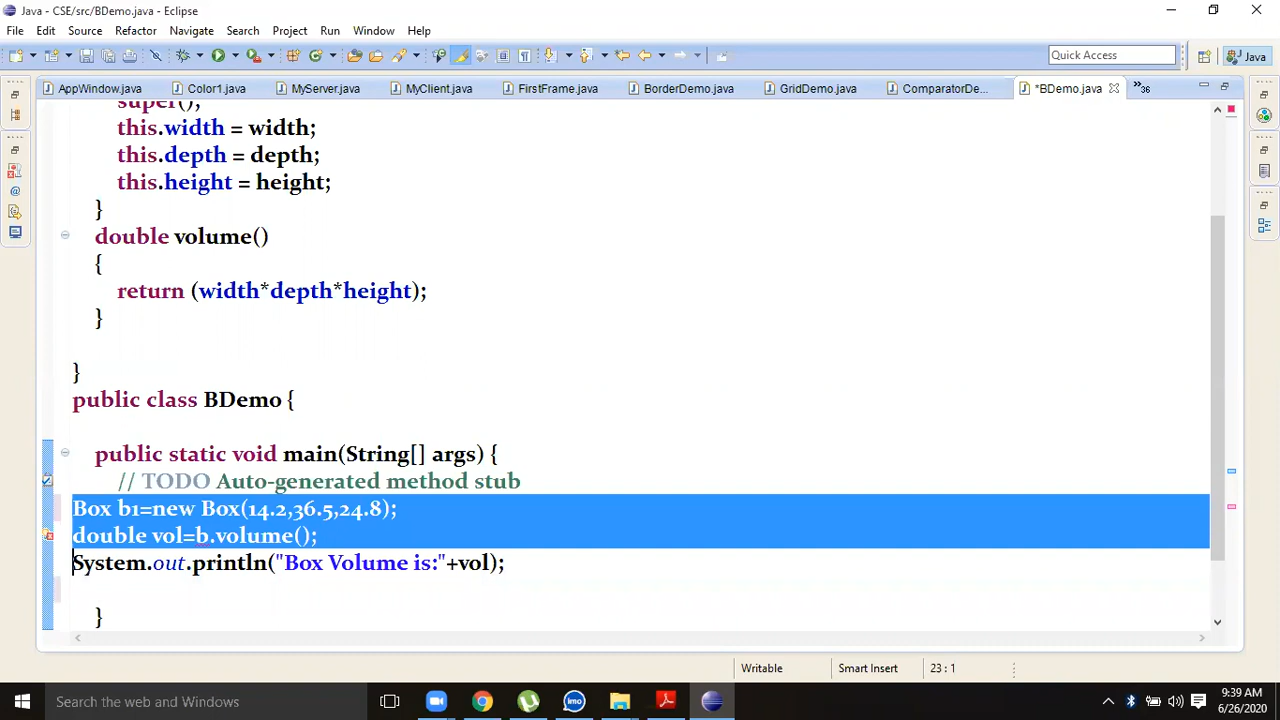 Java - CSE/src/BDemo.java - Eclipse
File Edit Source Refactor Navigate Search Project Run Window Help
Quick Access
Java
AppWindow.java Color1.java MyServer.java MyClient.java FirstFrame.java BorderDemo.java GridDemo.java ComparatorDe... *BDemo.java »36
super();
this.width = width;
this.depth = depth;
this.height = height;
}
double volume()
{
return (width*depth*height);
}
}
public class BDemo {
public static void main(String[] args) {
// TODO Auto-generated method stub
Box b1=new Box(14.2,36.5,24.8);
double vol=b.volume();
System.out.println("Box Volume is:"+vol);
}
Writable Smart Insert 23 : 1
Search the web and Windows
imo
9:39 AM
6/26/2020